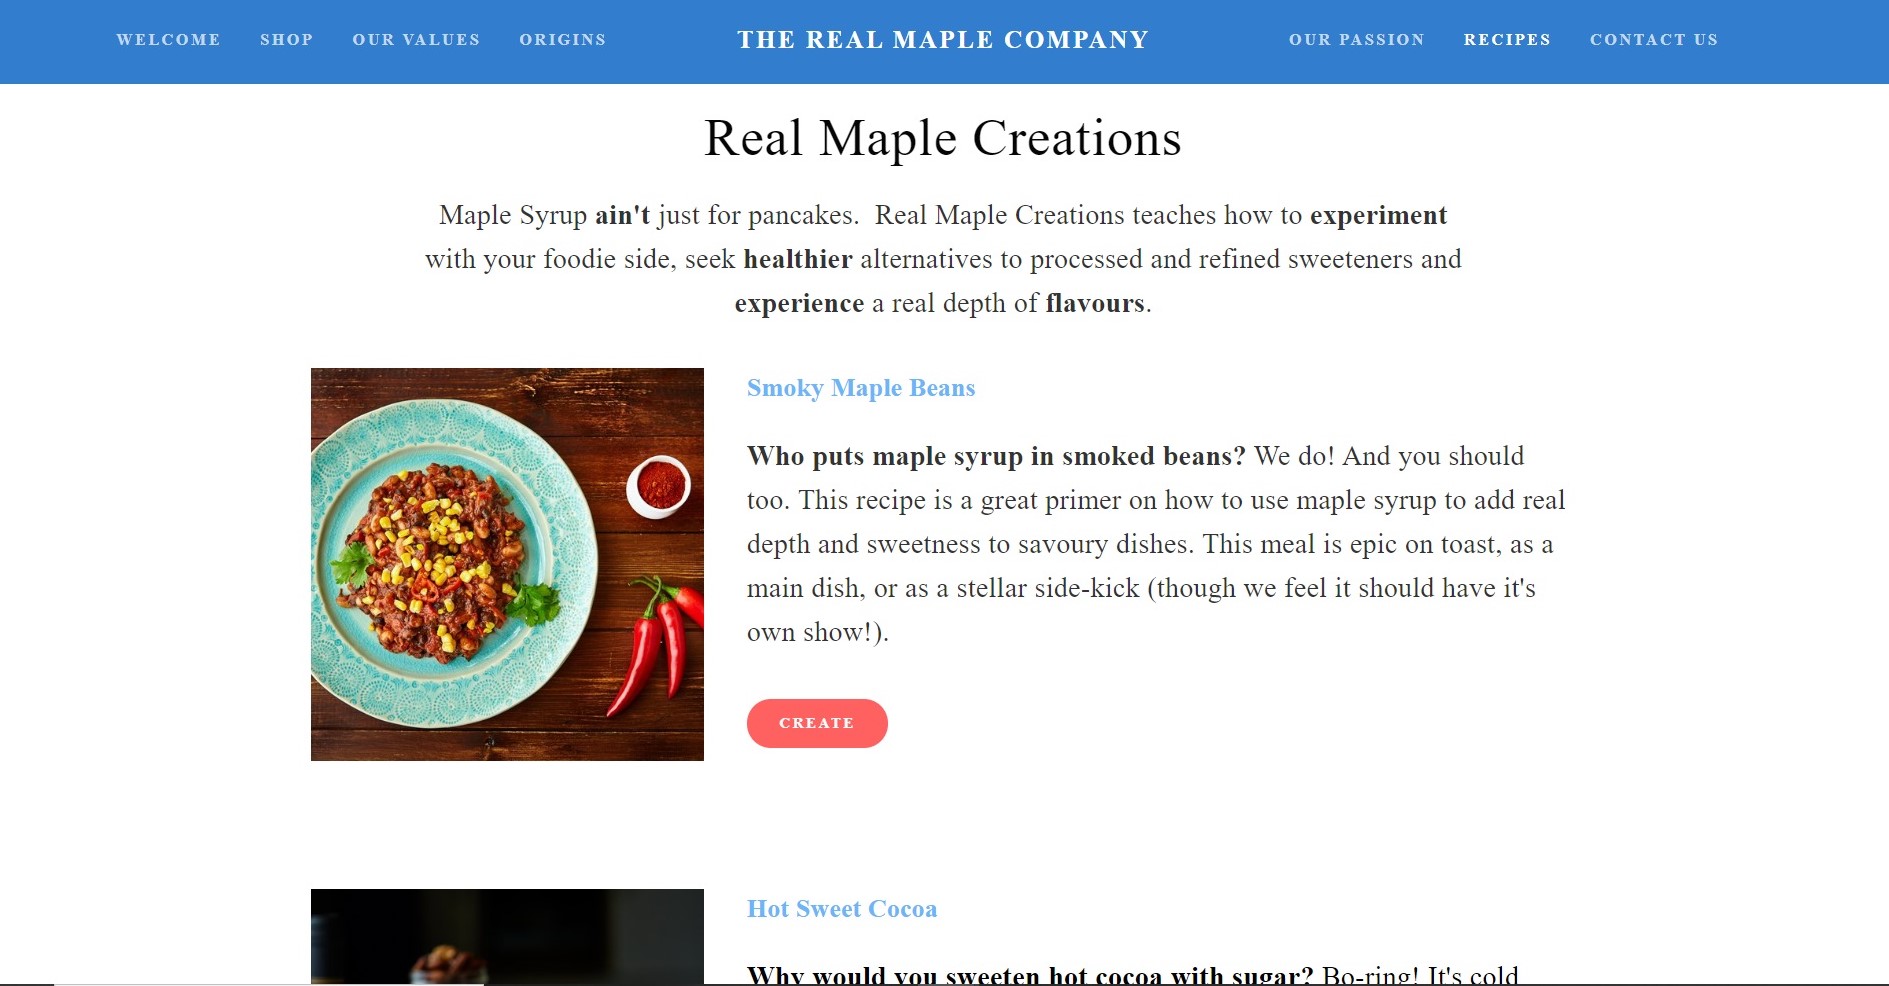 WELCOME SHOP OUR VALUES ORIGINS THE REAL MAPLE COMPANY OUR PASSION RECIPES CONTACT US
Real Maple Creations
Maple Syrup ain't just for pancakes.  Real Maple Creations teaches how to experiment
with your foodie side, seek healthier alternatives to processed and refined sweeteners and
experience a real depth of flavours.
Smoky Maple Beans
Who puts maple syrup in smoked beans? We do! And you should
too. This recipe is a great primer on how to use maple syrup to add real
depth and sweetness to savoury dishes. This meal is epic on toast, as a
main dish, or as a stellar side-kick (though we feel it should have it's
own show!).
CREATE
Hot Sweet Cocoa
Why would you sweeten hot cocoa with sugar? Bo-ring! It's cold